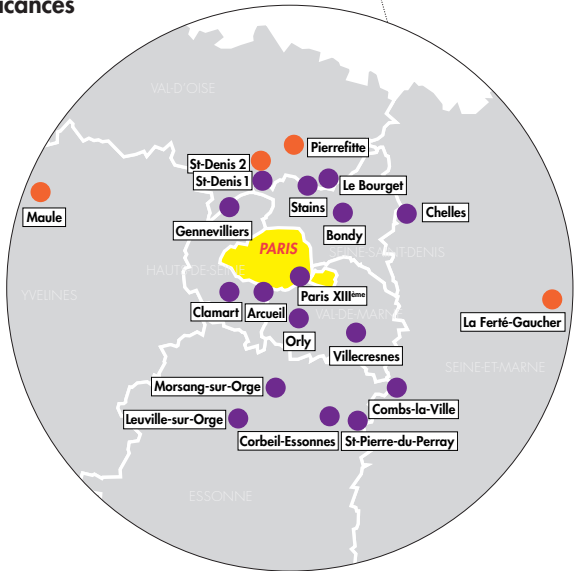 icances
VAL-D'OISE
Pierrefitte
St-Denis 2
St-Denis 1
Le Bourget
Stains
Maule
Chelles
Gennevilliers
Bondy
PARIS
SEINE-SAINT-DENIS
HAUTS-DE-SEINE
YVELINES
Paris XIIIème
Clamart
Arcueil
VAL-DE-MARNE
La Ferté-Gaucher
Orly
Villecresnes
SEINE-ET-MARNE
Morsang-sur-Orge
Combs-la-Ville
Leuville-sur-Orge
Corbeil-Essonnes
St-Pierre-du-Perray
ESSONNE